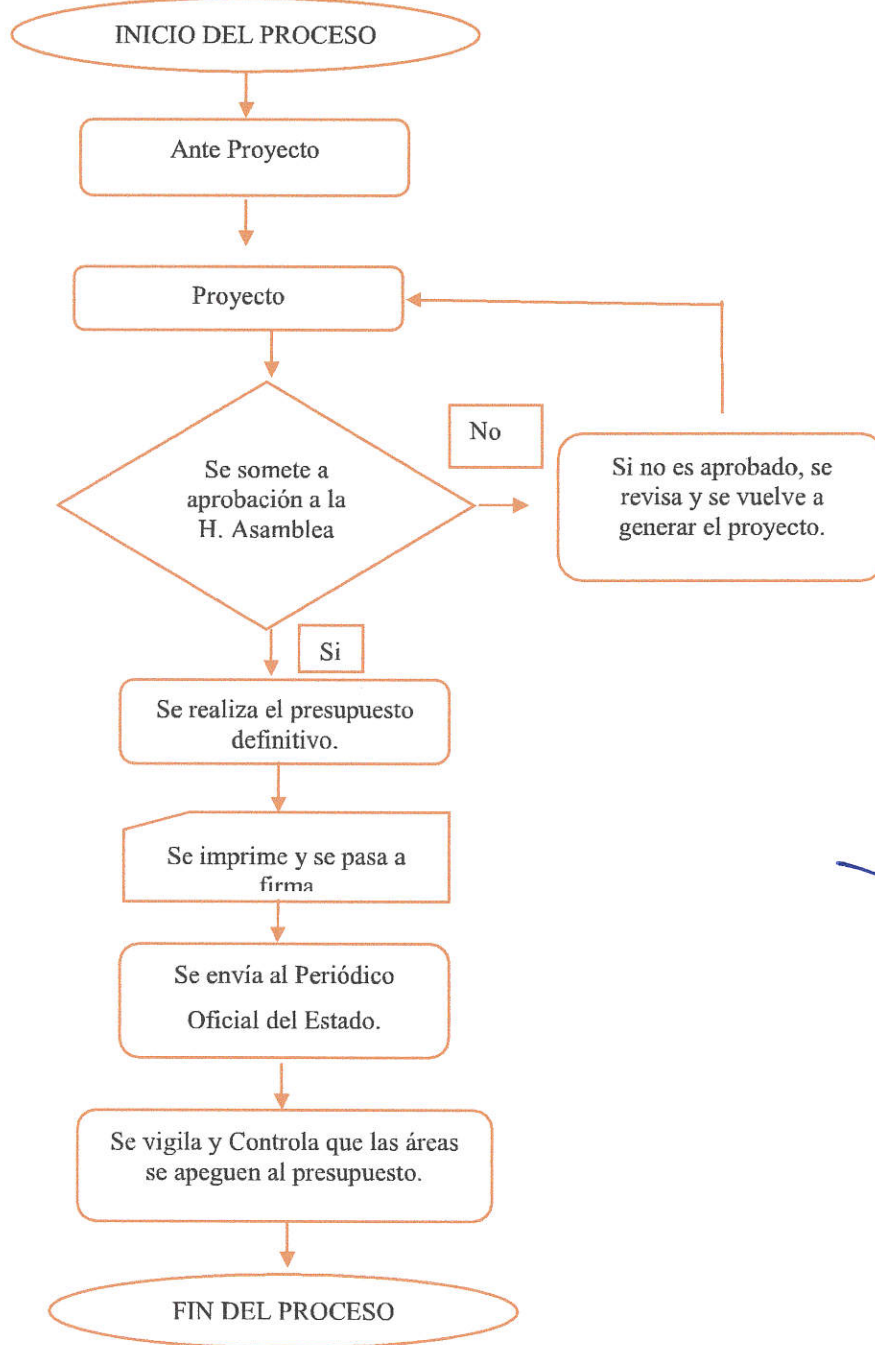 INICIO DEL PROCESO
Ante Proyecto
Proyecto
Se somete a
aprobación a la
H. Asamblea
No
Si no es aprobado, se
revisa y se vuelve a
generar el proyecto.
Si
Se realiza el presupuesto
definitivo.
Se imprime y se pasa a
firma
Se envía al Periódico
Oficial del Estado.
Se vigila y Controla que las áreas
se apeguen al presupuesto.
FIN DEL PROCESO